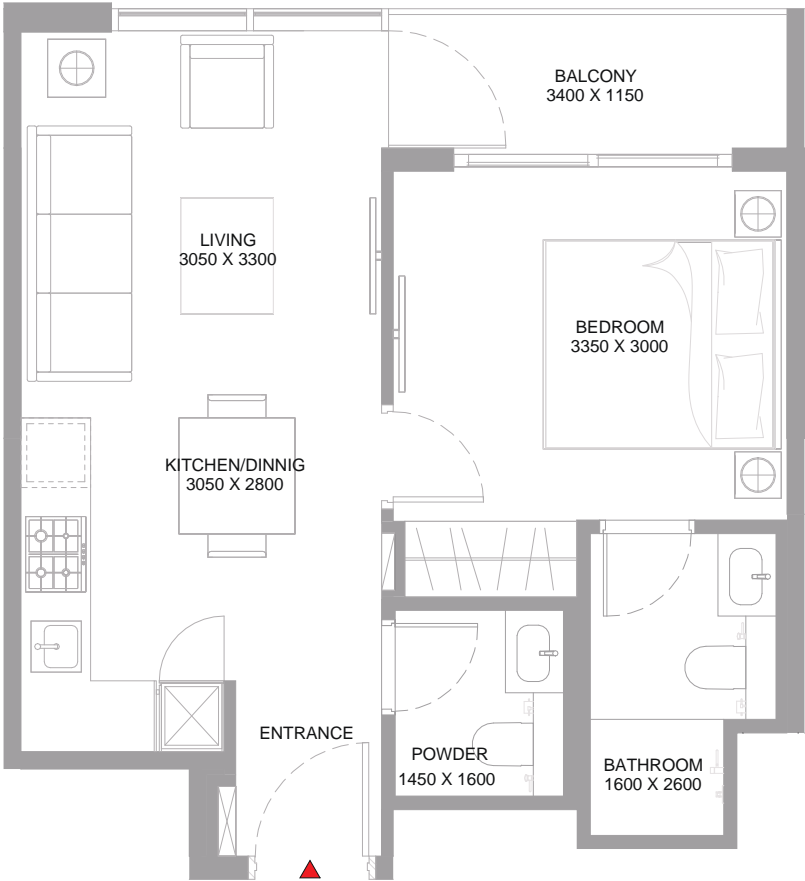 BALCONY
3400 X 1150
LIVING
3050 X 3300
BEDROOM
3350 X 3000
KITCHEN/DINNIG
3050 X 2800
ENTRANCE
POWDER
1450 X 1600
BATHROOM
1600 X 2600